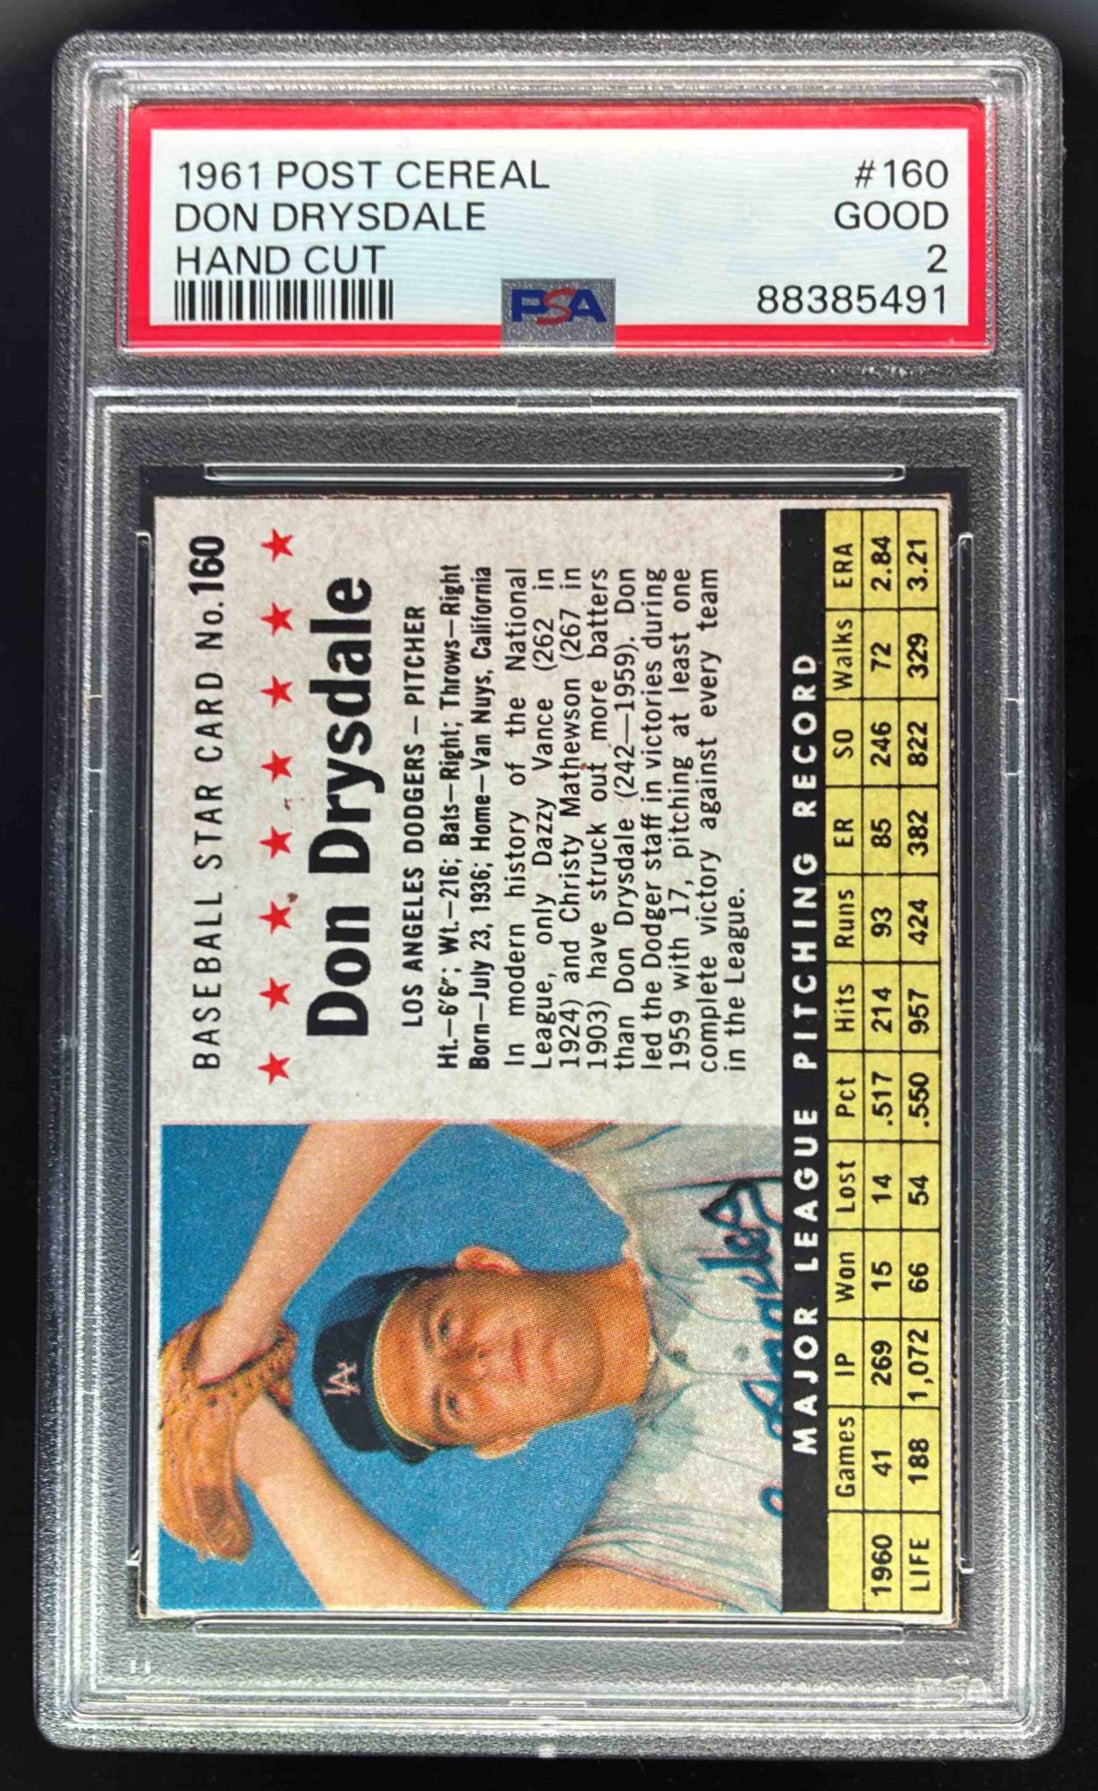 1961 POST CEREAL #160
DON DRYSDALE GOOD
HAND CUT 2
PSA 88385491
BASEBALL STAR CARD No. 160
Don Drysdale
LOS ANGELES DODGERS — PITCHER
Ht.—6'6"; Wt.—216; Bats—Right; Throws—Right
Born—July 23, 1936; Home—Van Nuys, California
In modern history of the National
League, only Dazzy Vance (262 in
1924) and Christy Mathewson (267 in
1903) have struck out more batters
than Don Drysdale (242—1959). Don
led the Dodger staff in victories during
1959 with 17, pitching at least one
complete victory against every team
in the League.
LA
MAJOR LEAGUE PITCHING RECORD
Games IP Won Lost Pct Hits Runs ER SO Walks ERA
1960 41 269 15 14 .517 214 93 85 246 72 2.84
LIFE 188 1,072 66 54 .550 957 424 382 822 329 3.21
PSA